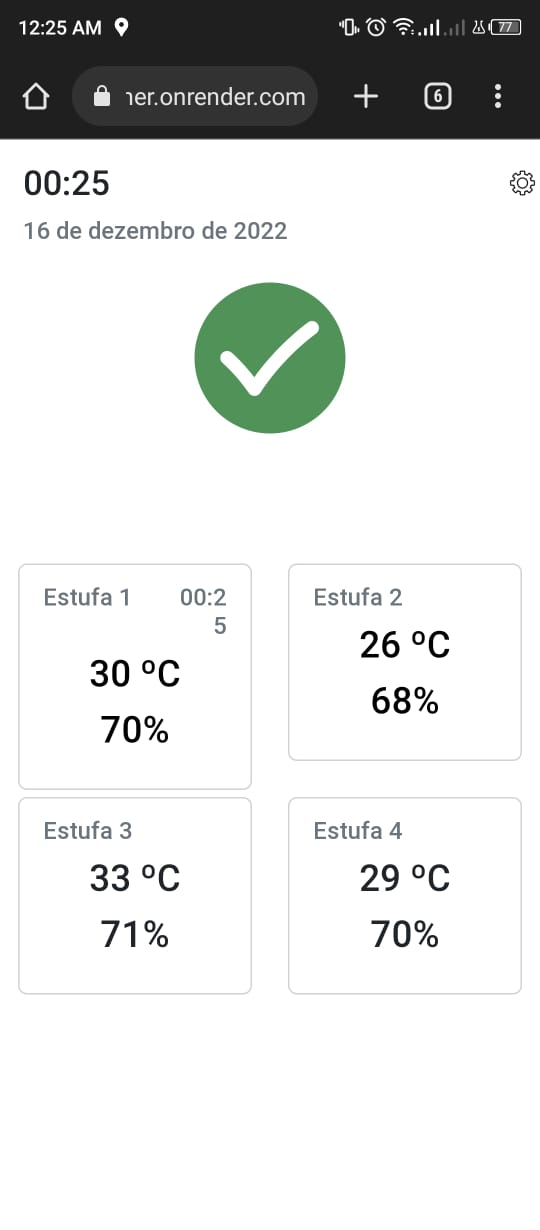 12:25 AM 77
ner.onrender.com 6
00:25
16 de dezembro de 2022
Estufa 1 00:2
5
30 ºC
70%
Estufa 2
26 ºC
68%
Estufa 3
33 ºC
71%
Estufa 4
29 ºC
70%